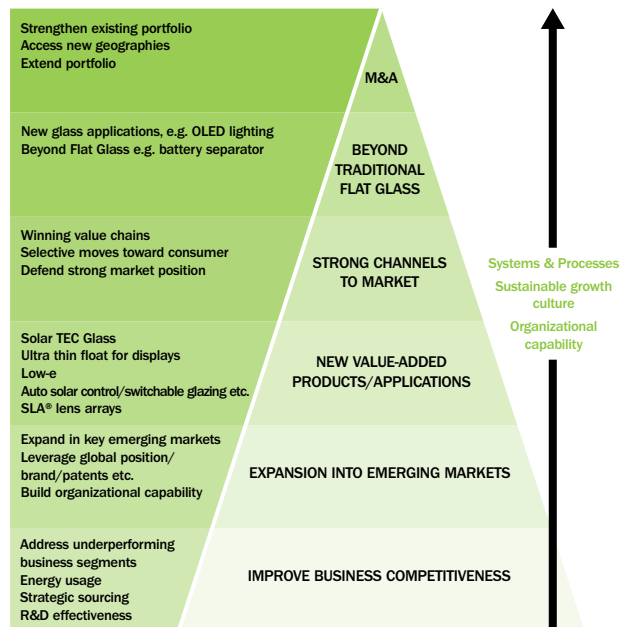 Strengthen existing portfolio
Access new geographies
Extend portfolio
M&A
New glass applications, e.g. OLED lighting
Beyond Flat Glass e.g. battery separator
BEYOND
TRADITIONAL
FLAT GLASS
Winning value chains
Selective moves toward consumer
Defend strong market position
STRONG CHANNELS
TO MARKET
Systems & Processes
Sustainable growth
culture
Organizational
capability
Solar TEC Glass
Ultra thin float for displays
Low-e
Auto solar control/switchable glazing etc.
SLA® lens arrays
NEW VALUE-ADDED
PRODUCTS/APPLICATIONS
Expand in key emerging markets
Leverage global position/
brand/patents etc.
Build organizational capability
EXPANSION INTO EMERGING MARKETS
Address underperforming
business segments
Energy usage
Strategic sourcing
R&D effectiveness
IMPROVE BUSINESS COMPETITIVENESS